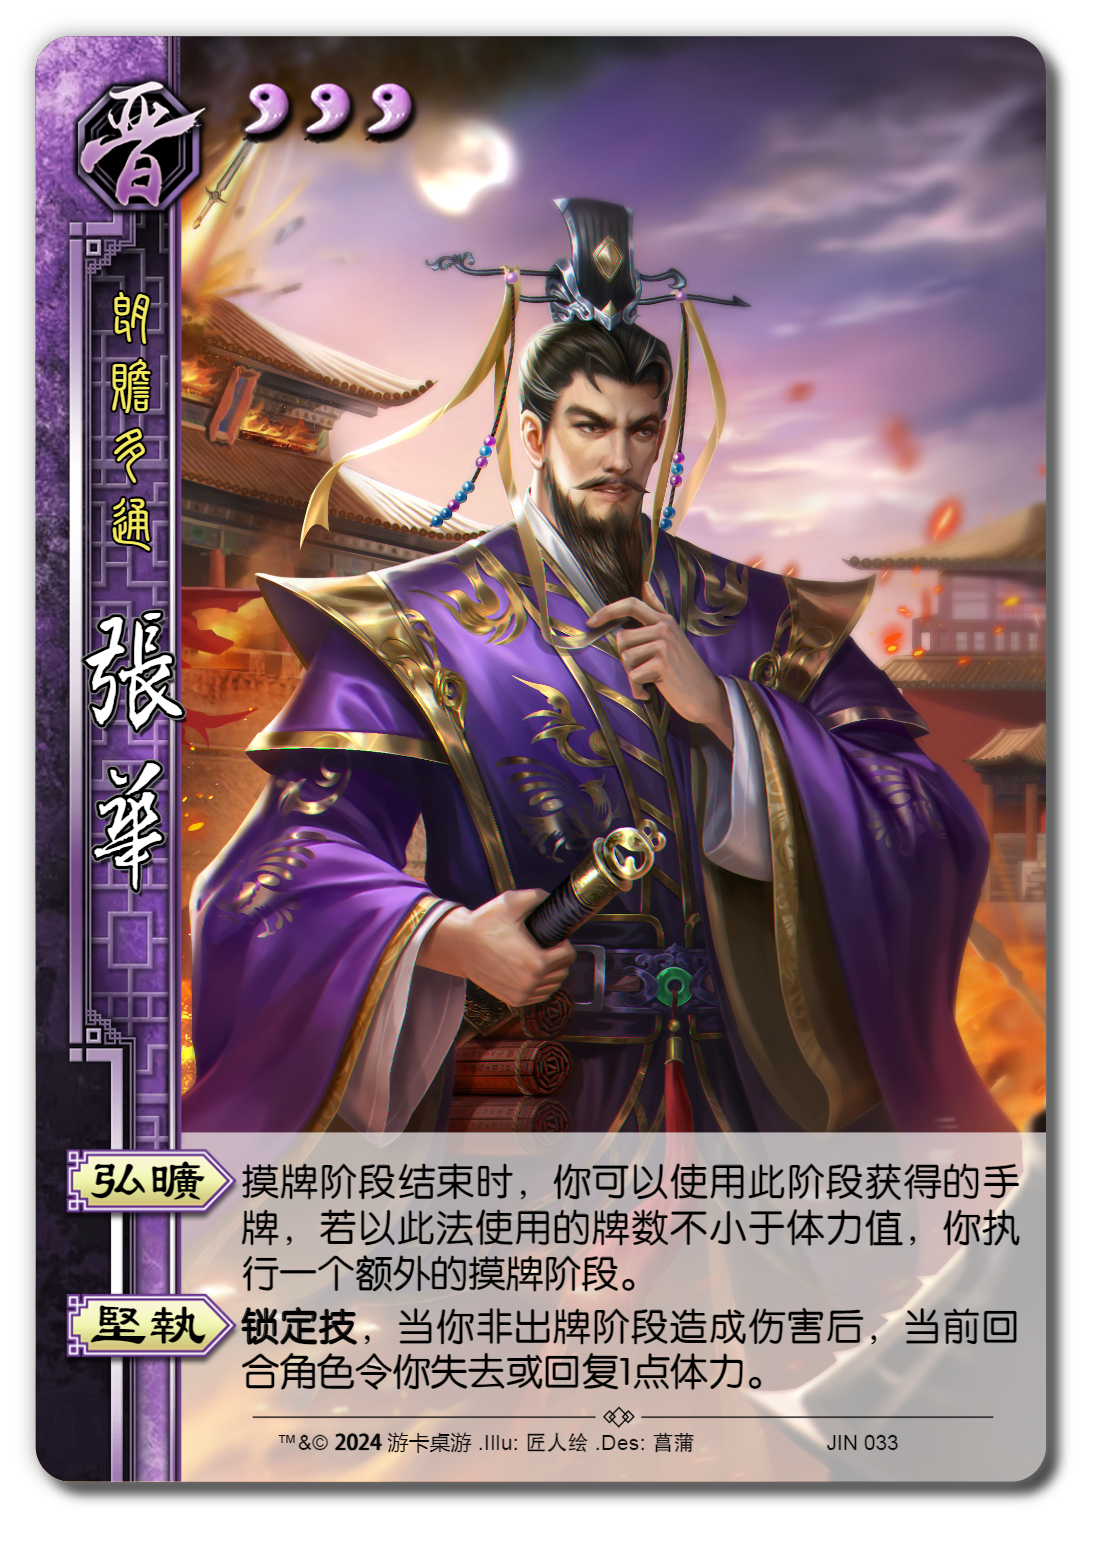 晋
朗贍多通
張華
弘曠
摸牌阶段结束时，你可以使用此阶段获得的手
牌，若以此法使用的牌数不小于体力值，你执
行一个额外的摸牌阶段。
堅執
锁定技，当你非出牌阶段造成伤害后，当前回
合角色令你失去或回复1点体力。
™&© 2024 游卡桌游 .Illu: 匠人绘 .Des: 菖蒲
JIN 033